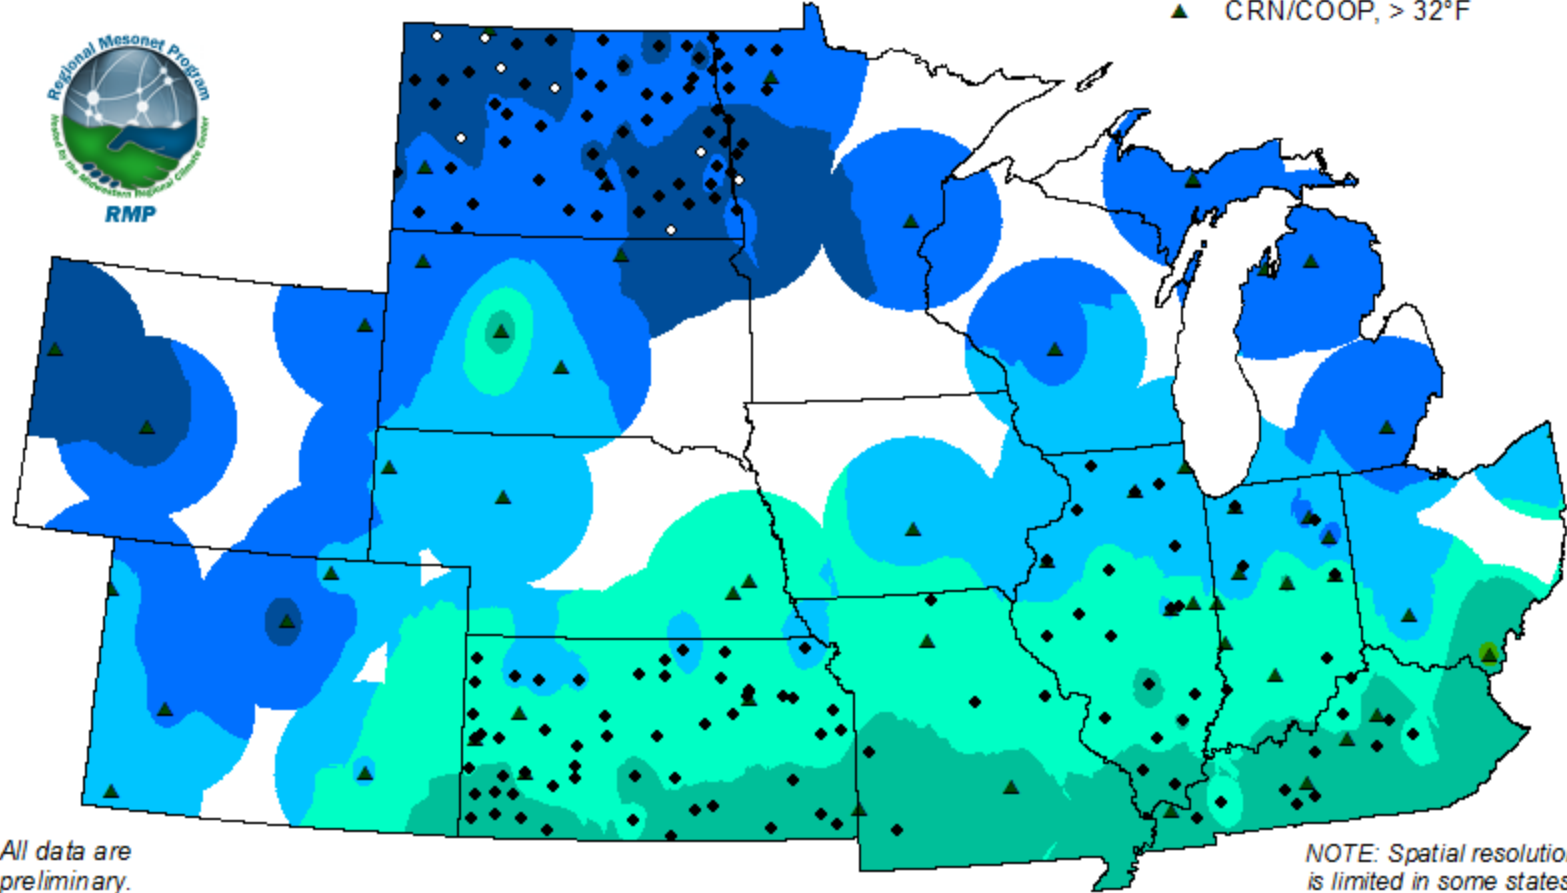 ▲ CRN/COOP, > 32°F
Regional Mesonet Program
Hosted by the Midwestern Regional Climate Center
RMP
All data are
preliminary.
NOTE: Spatial resolution
is limited in some states